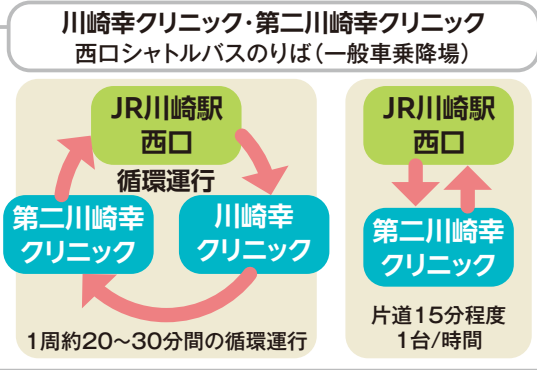 川崎幸クリニック・第二川崎幸クリニック
西口シャトルバスのりば（一般車乗降場）
JR川崎駅
西口
循環運行
第二川崎幸
クリニック
川崎幸
クリニック
1周約20〜30分間の循環運行
JR川崎駅
西口
第二川崎幸
クリニック
片道15分程度
1台/時間